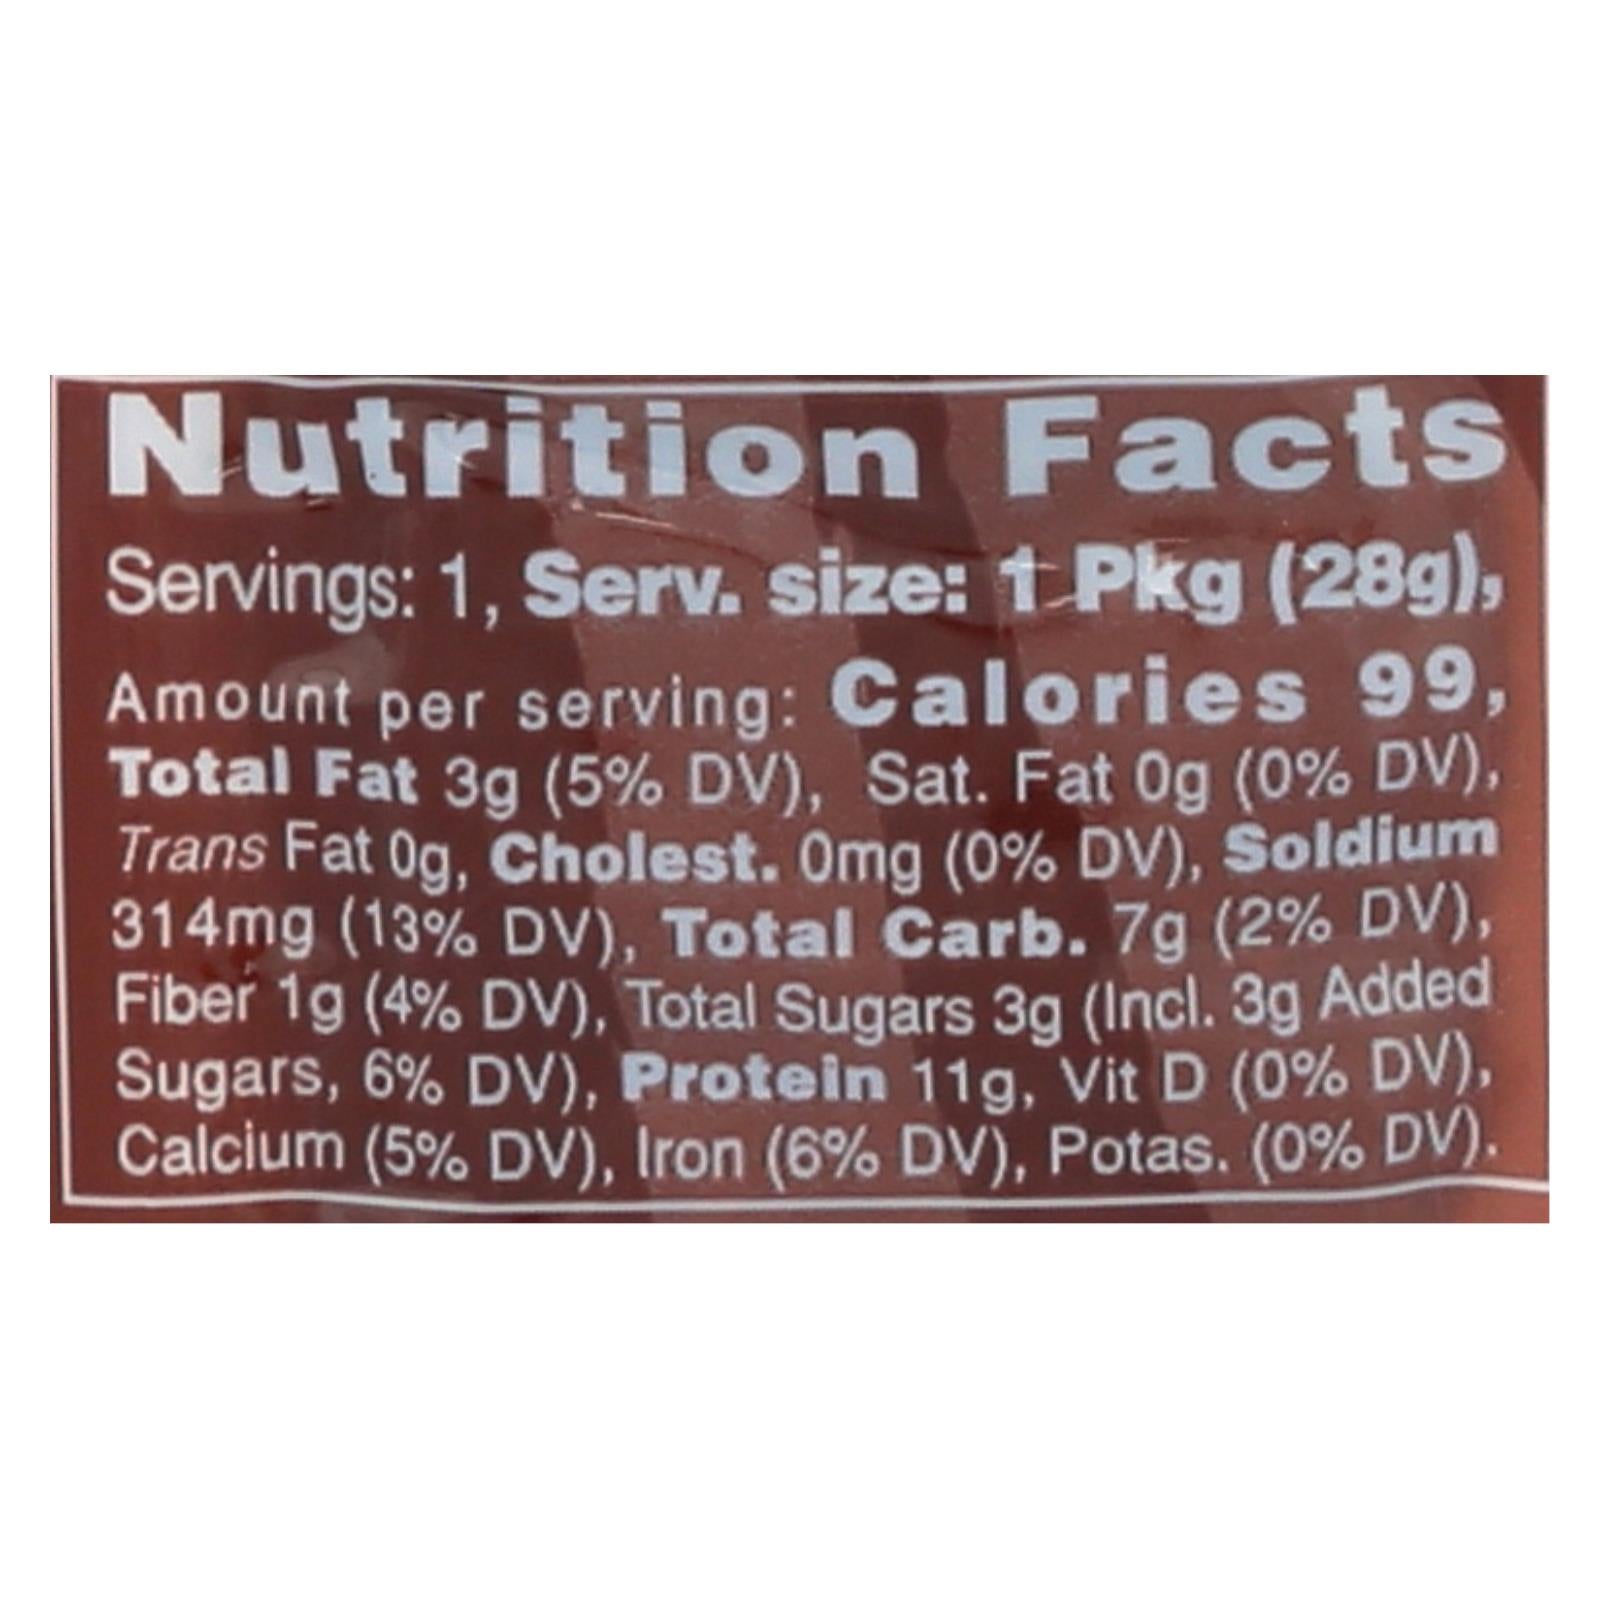 Nutrition Facts
Servings: 1, Serv. size: 1 Pkg (28g),
Amount per serving: Calories 99,
Total Fat 3g (5% DV), Sat. Fat 0g (0% DV),
Trans Fat 0g, Cholest. 0mg (0% DV), Soldium
314mg (13% DV), Total Carb. 7g (2% DV),
Fiber 1g (4% DV), Total Sugars 3g (Incl. 3g Added
Sugars, 6% DV), Protein 11g, Vit D (0% DV),
Calcium (5% DV), Iron (6% DV), Potas. (0% DV).